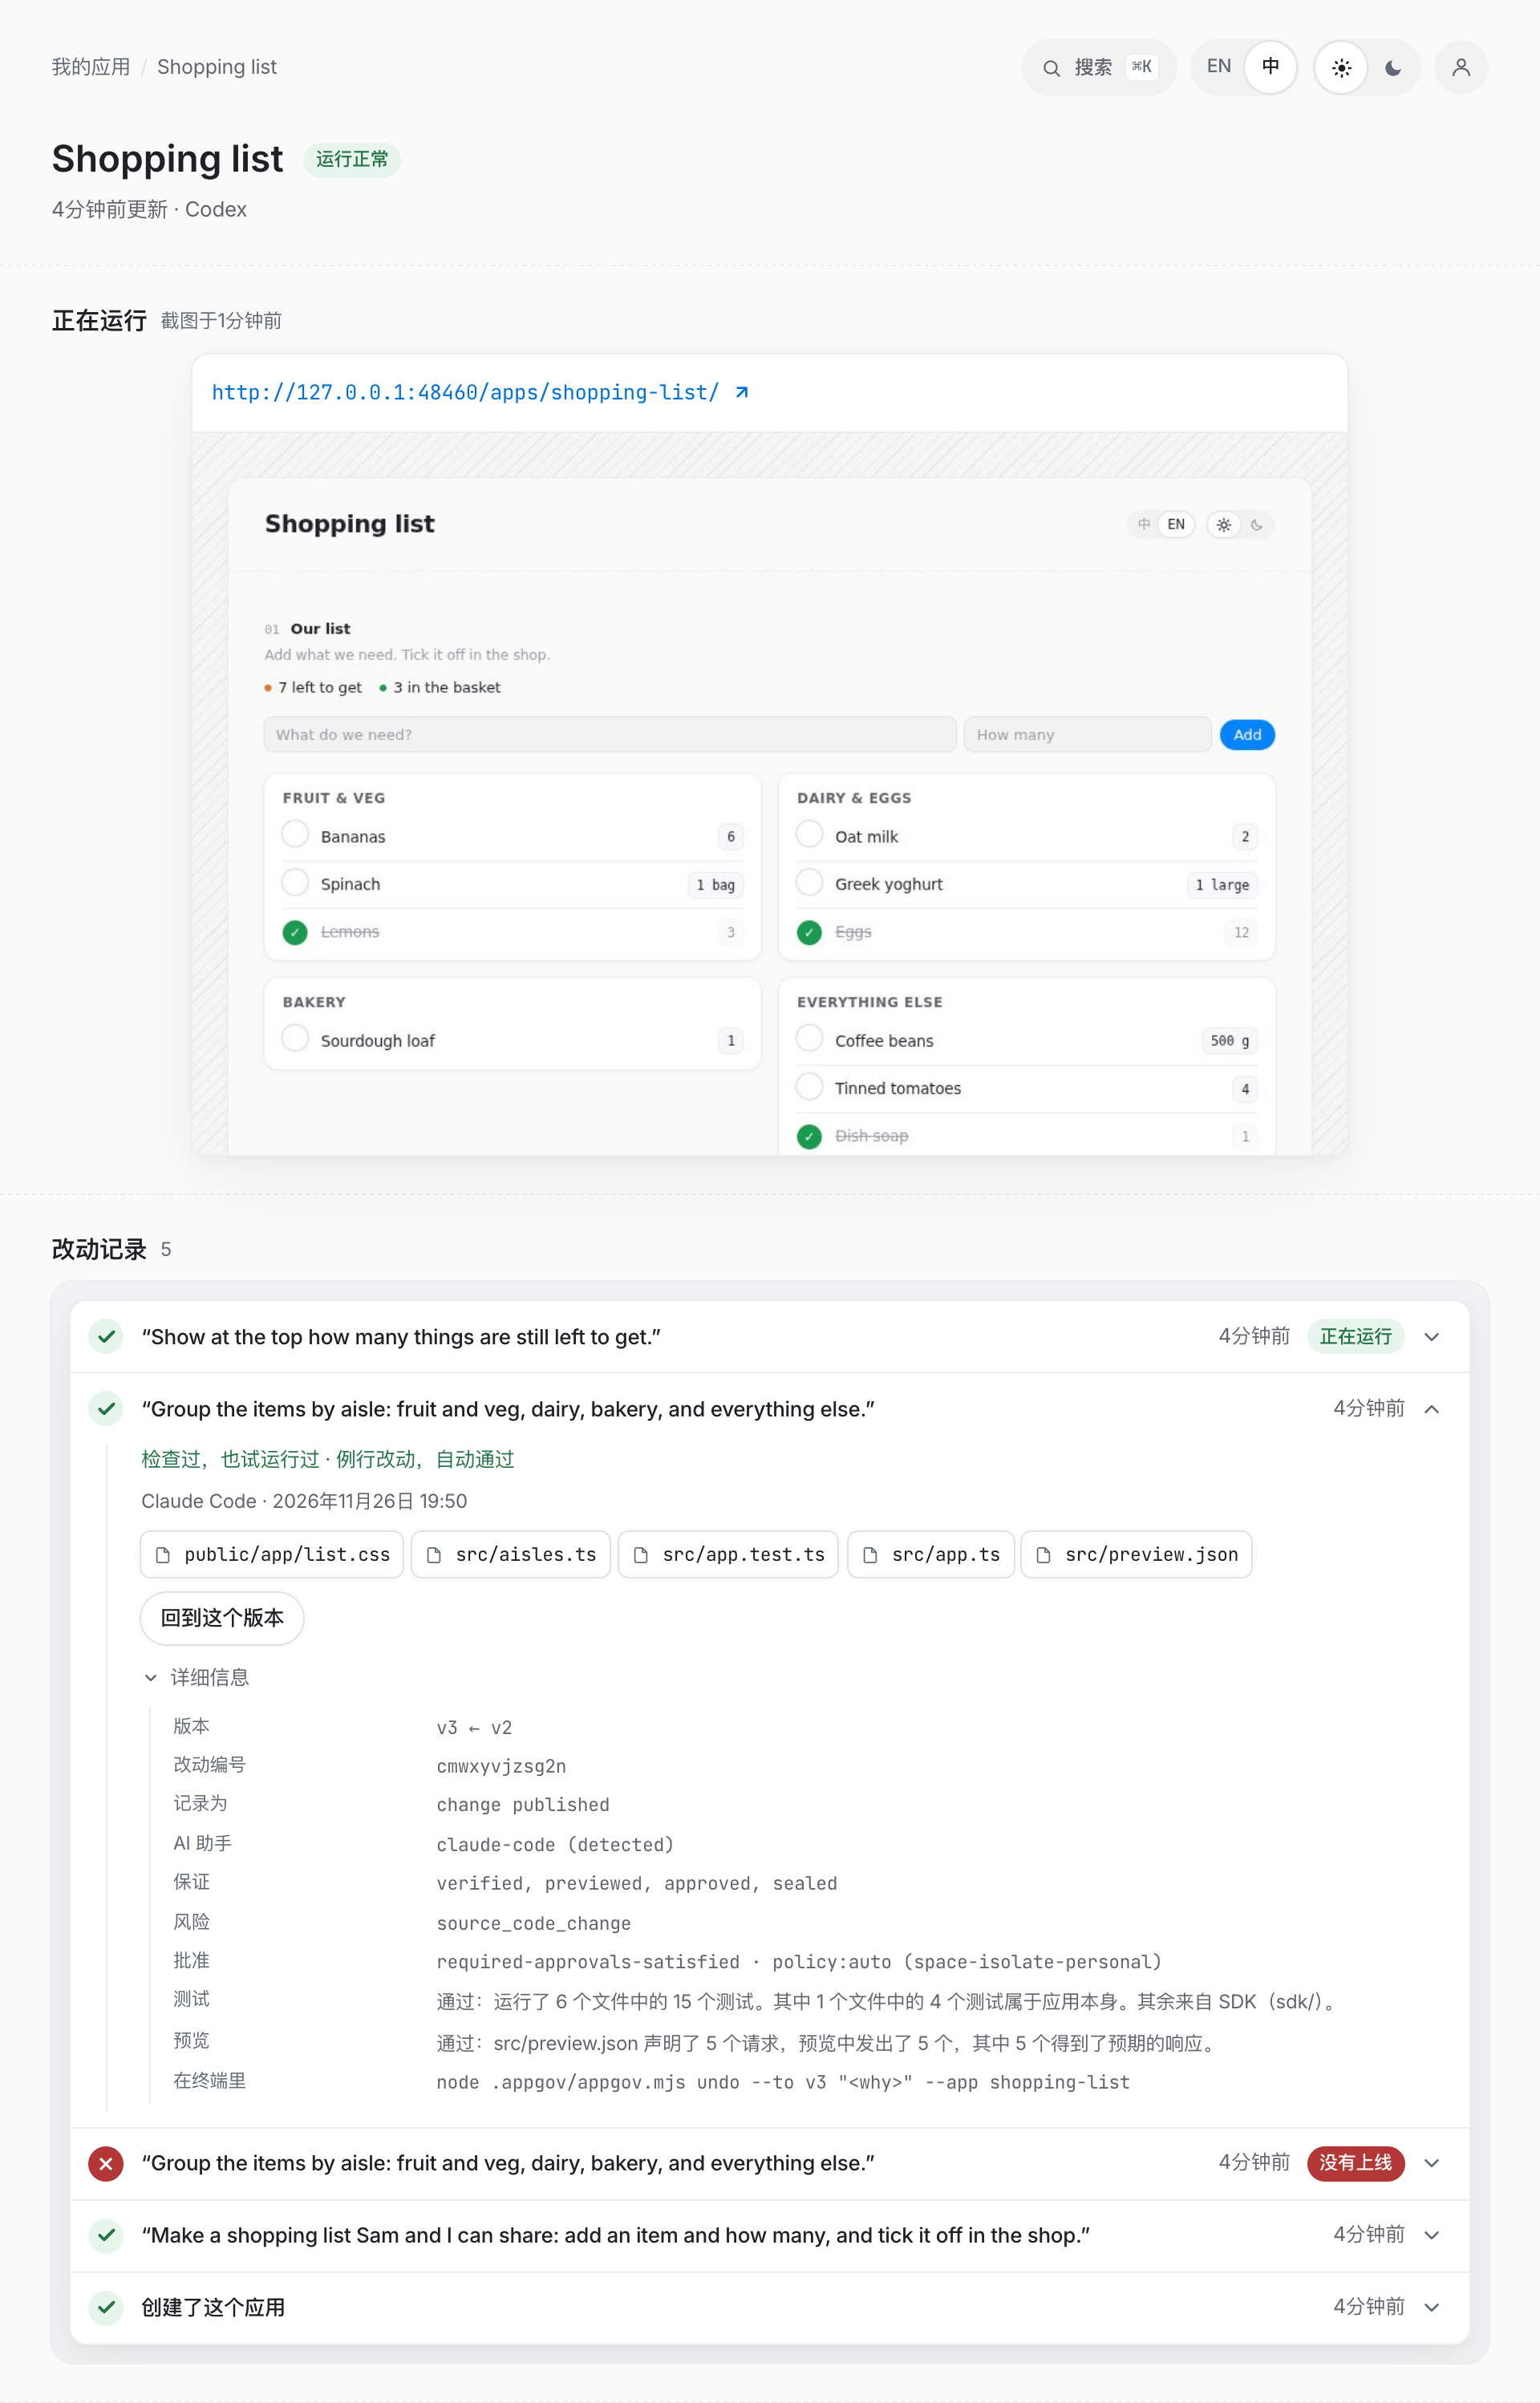 我的应用 / Shopping list
搜索 ⌘K EN 中
Shopping list 运行正常
4分钟前更新 · Codex
正在运行 截图于1分钟前
http://127.0.0.1:48460/apps/shopping-list/
Shopping list 中 EN
01 Our list
Add what we need. Tick it off in the shop.
7 left to get 3 in the basket
What do we need? How many Add
FRUIT & VEG
Bananas 6
Spinach 1 bag
Lemons 3
DAIRY & EGGS
Oat milk 2
Greek yoghurt 1 large
Eggs 12
BAKERY
Sourdough loaf 1
EVERYTHING ELSE
Coffee beans 500 g
Tinned tomatoes 4
Dish soap 1
改动记录 5
“Show at the top how many things are still left to get.” 4分钟前 正在运行
“Group the items by aisle: fruit and veg, dairy, bakery, and everything else.” 4分钟前
检查过，也试运行过 · 例行改动，自动通过
Claude Code · 2026年11月26日 19:50
public/app/list.css src/aisles.ts src/app.test.ts src/app.ts src/preview.json
回到这个版本
详细信息
版本 v3 ← v2
改动编号 cmwxyvjzsg2n
记录为 change published
AI 助手 claude-code (detected)
保证 verified, previewed, approved, sealed
风险 source_code_change
批准 required-approvals-satisfied · policy:auto (space-isolate-personal)
测试 通过：运行了 6 个文件中的 15 个测试。其中 1 个文件中的 4 个测试属于应用本身。其余来自 SDK（sdk/）。
预览 通过：src/preview.json 声明了 5 个请求，预览中发出了 5 个，其中 5 个得到了预期的响应。
在终端里 node .appgov/appgov.mjs undo --to v3 "<why>" --app shopping-list
“Group the items by aisle: fruit and veg, dairy, bakery, and everything else.” 4分钟前 没有上线
“Make a shopping list Sam and I can share: add an item and how many, and tick it off in the shop.” 4分钟前
创建了这个应用 4分钟前